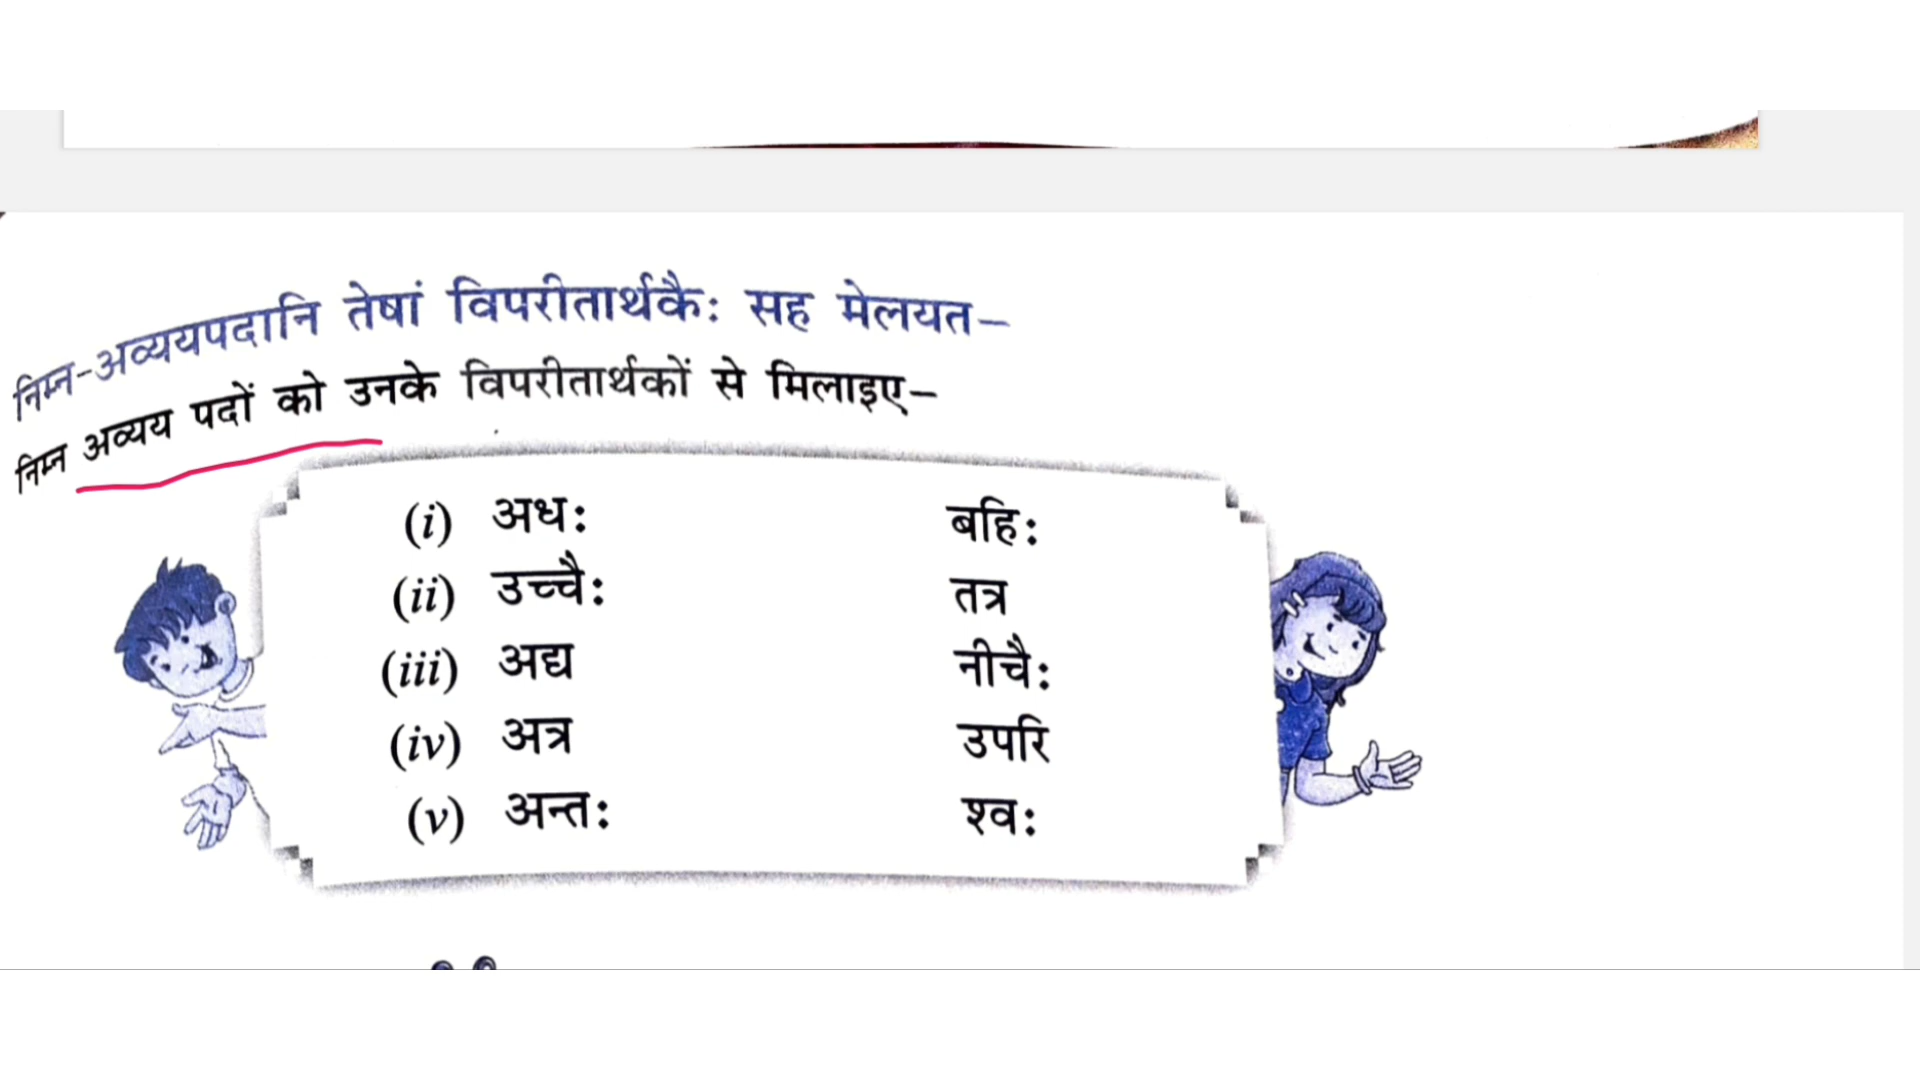 निम्न-अव्ययपदानि तेषां विपरीतार्थकैः सह मेलयत–
निम्न अव्यय पदों को उनके विपरीतार्थकों से मिलाइए–
(i) अधः बहिः
(ii) उच्चैः तत्र
(iii) अद्य नीचैः
(iv) अत्र उपरि
(v) अन्तः श्वः